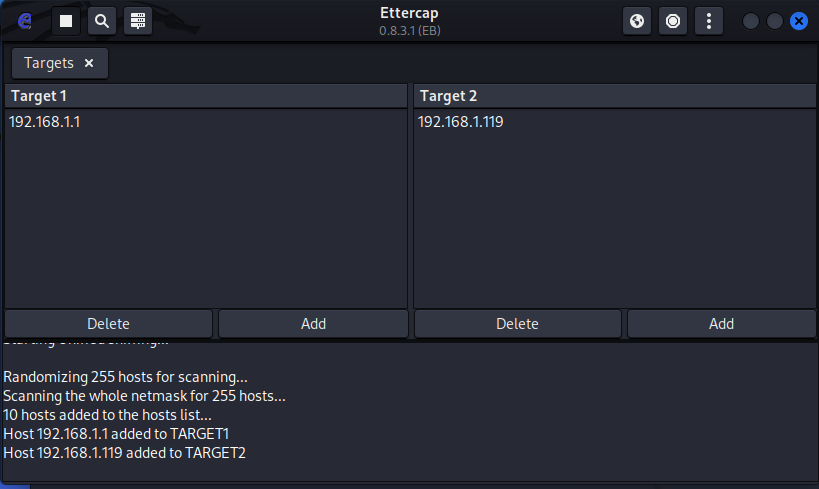 Ettercap
0.8.3.1 (EB)
Targets
Target 1
Target 2
192.168.1.1
192.168.1.119
Delete
Add
Delete
Add
Randomizing 255 hosts for scanning...
Scanning the whole netmask for 255 hosts...
10 hosts added to the hosts list...
Host 192.168.1.1 added to TARGET1
Host 192.168.1.119 added to TARGET2